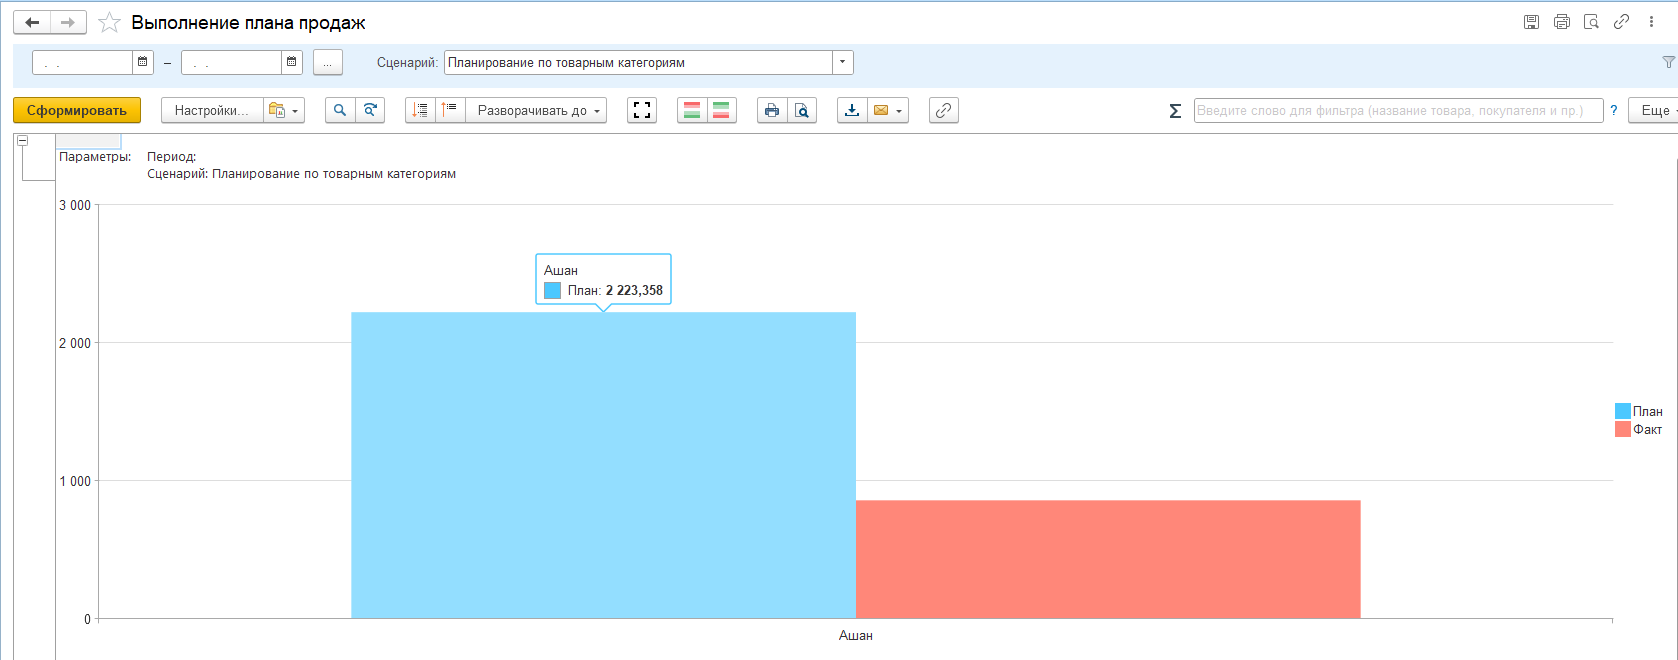 Выполнение плана продаж
. . – . . ... Сценарий: Планирование по товарным категориям
Сформировать Настройки... Разворачивать до Σ Введите слово для фильтра (название товара, покупателя и пр.) ? Еще
Параметры: Период:
Сценарий: Планирование по товарным категориям
3 000
Ашан
План: 2 223,358
2 000
План
Факт
1 000
0
Ашан